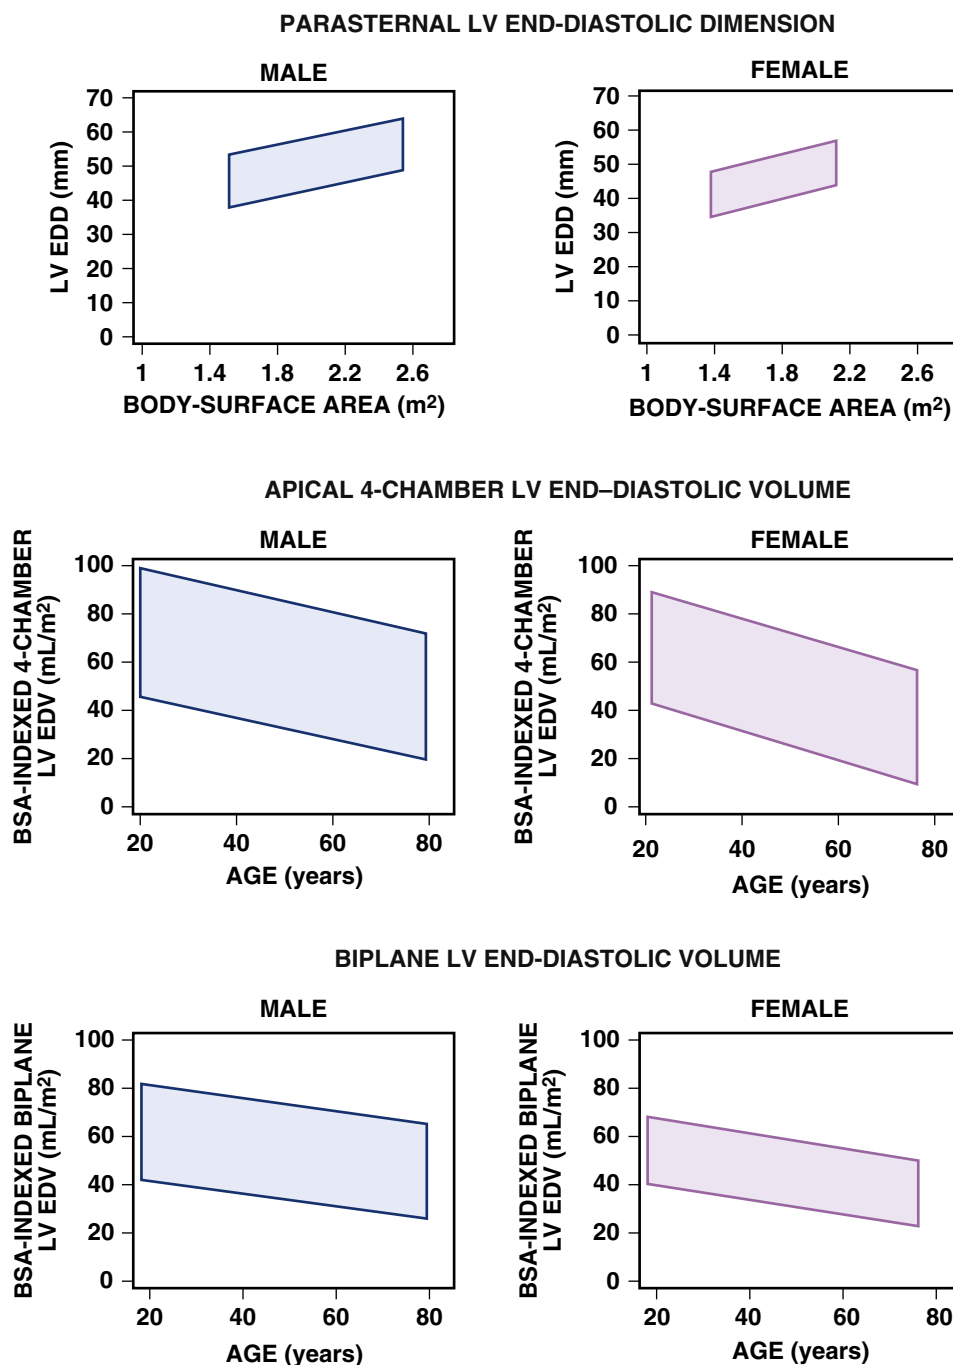 PARASTERNAL LV END-DIASTOLIC DIMENSION
MALE
70
60
50
40
30
20
10
0
LV EDD (mm)
1 1.4 1.8 2.2 2.6
BODY-SURFACE AREA (m²)
FEMALE
70
60
50
40
30
20
10
0
LV EDD (mm)
1 1.4 1.8 2.2 2.6
BODY-SURFACE AREA (m²)
APICAL 4-CHAMBER LV END–DIASTOLIC VOLUME
MALE
BSA-INDEXED 4-CHAMBER
LV EDV (mL/m²)
100
80
60
40
20
0
20 40 60 80
AGE (years)
FEMALE
BSA-INDEXED 4-CHAMBER
LV EDV (mL/m²)
100
80
60
40
20
0
20 40 60 80
AGE (years)
BIPLANE LV END-DIASTOLIC VOLUME
MALE
BSA-INDEXED BIPLANE
LV EDV (mL/m²)
100
80
60
40
20
0
20 40 60 80
AGE (years)
FEMALE
BSA-INDEXED BIPLANE
LV EDV (mL/m²)
100
80
60
40
20
0
20 40 60 80
AGE (years)